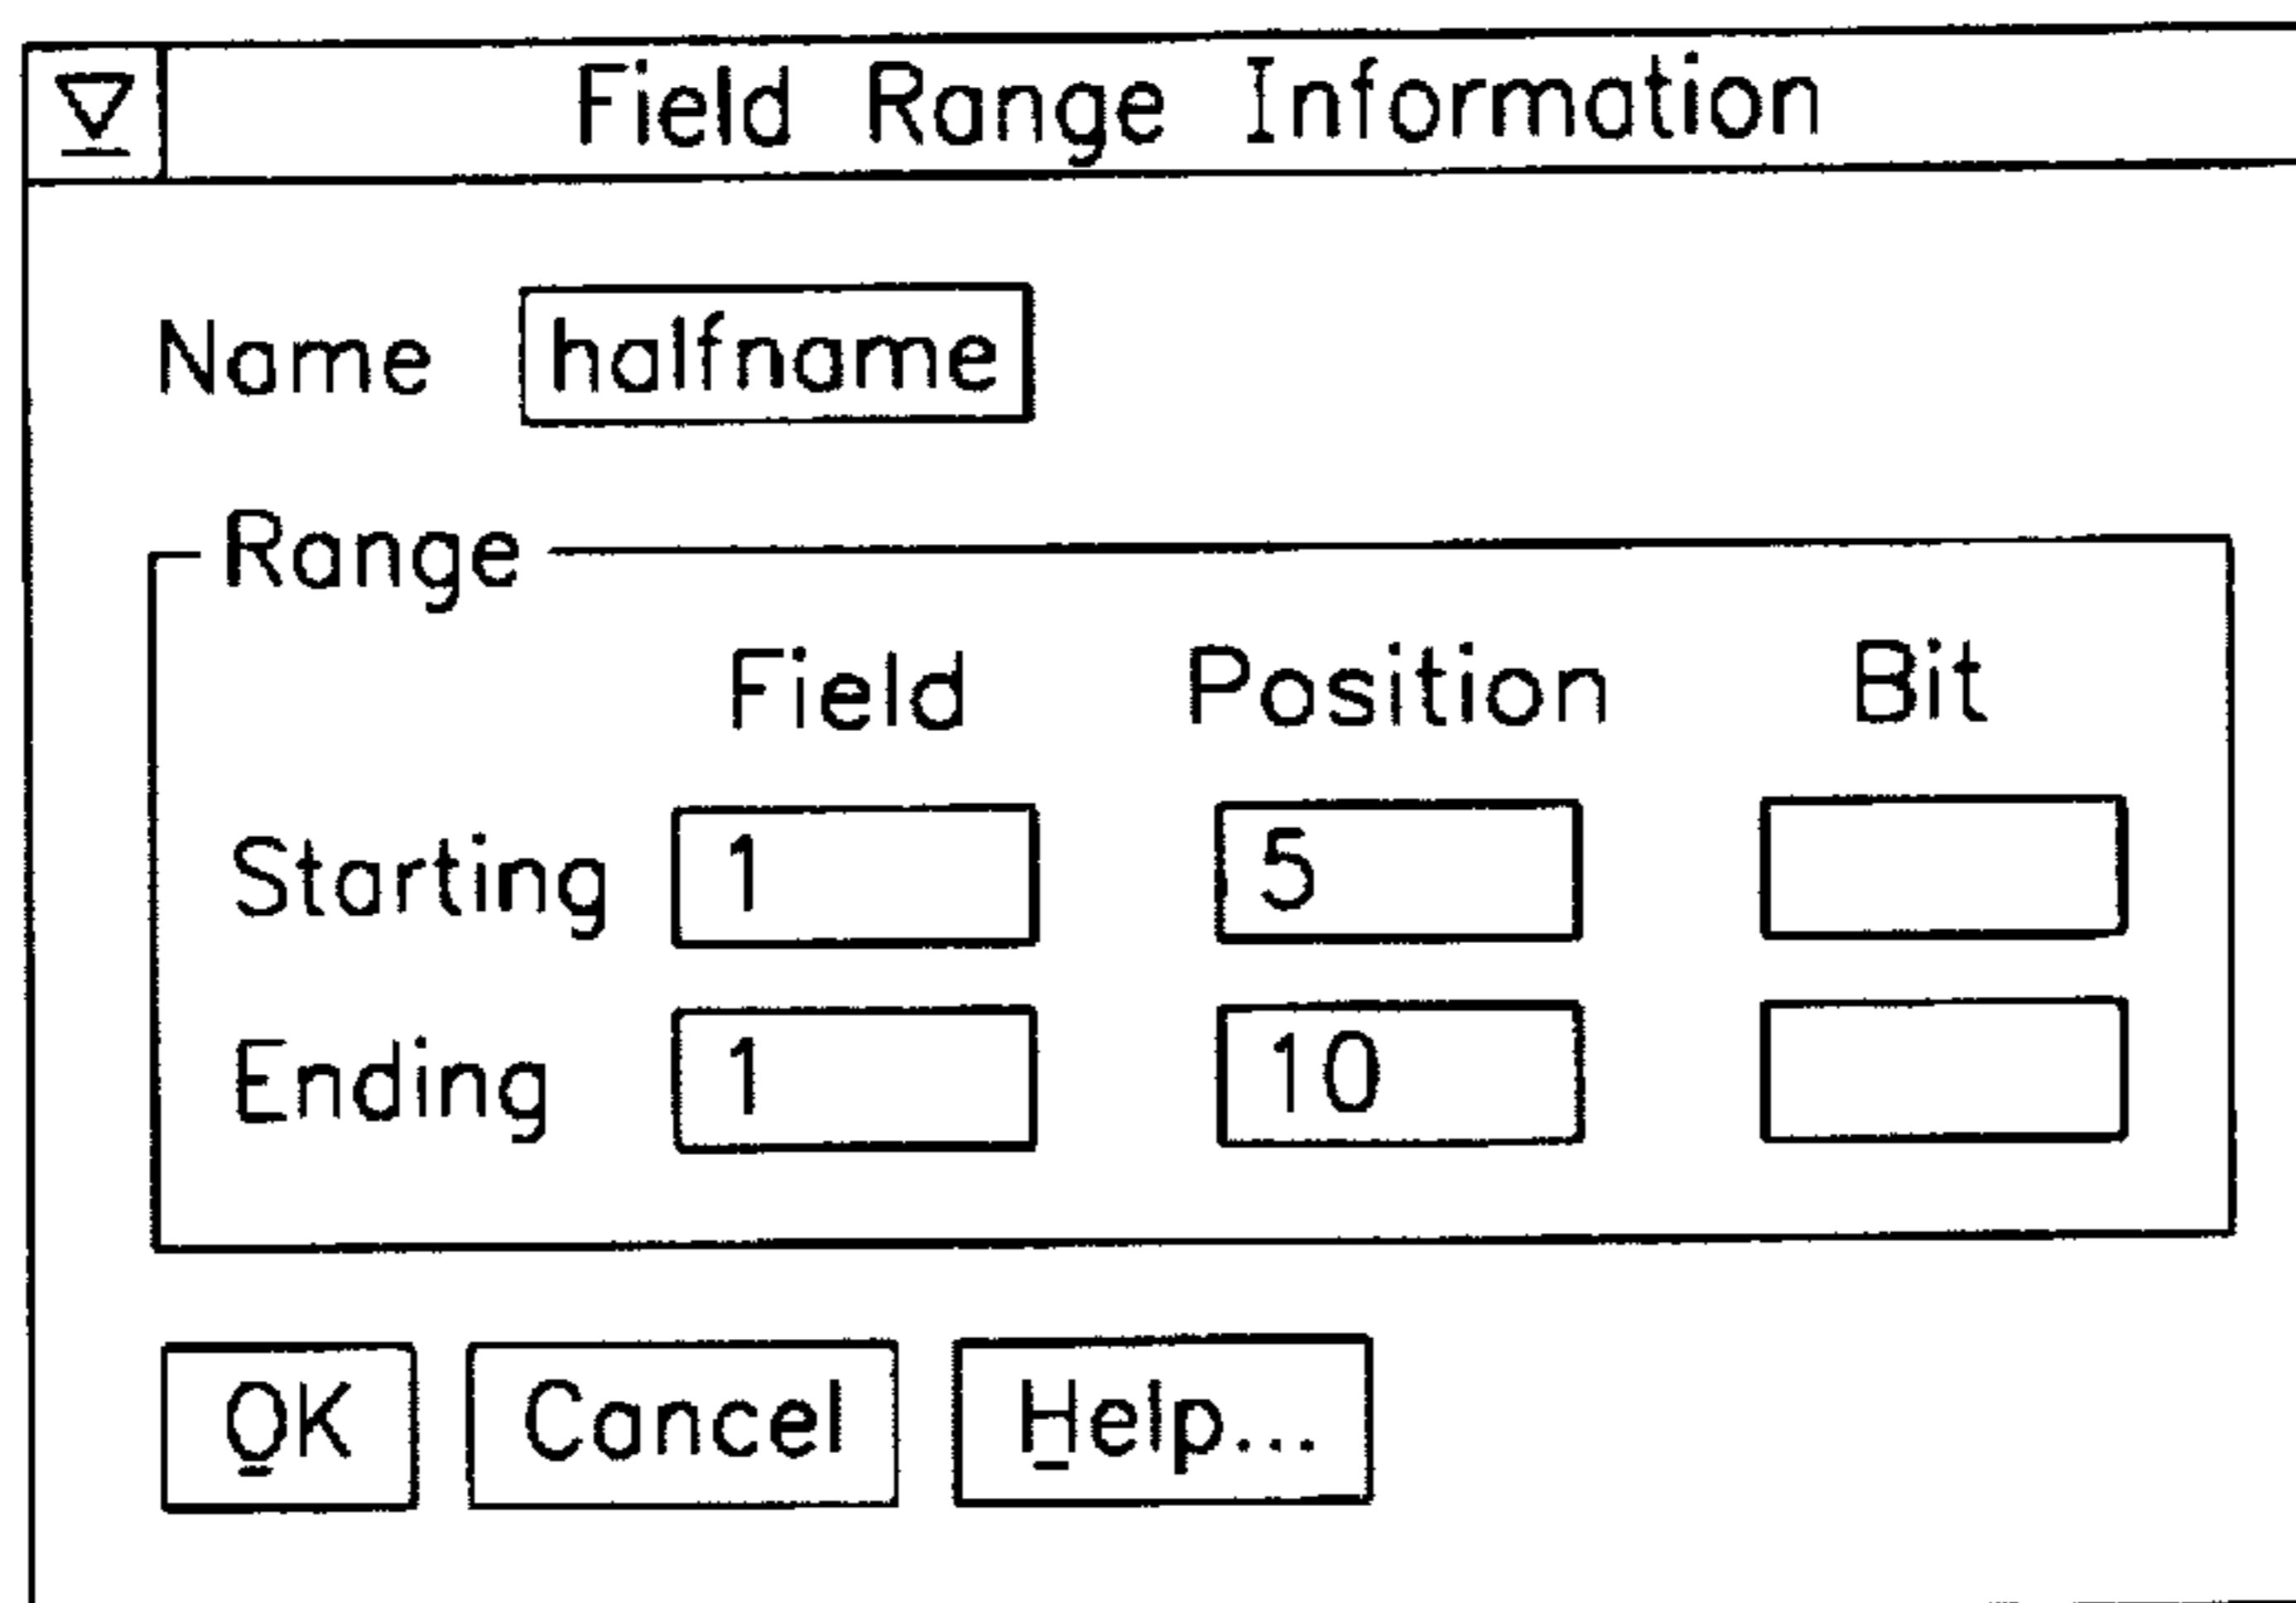 Field Range Information
Name halfname
Range
Field Position Bit
Starting 1 5
Ending 1 10
OK Cancel Help...